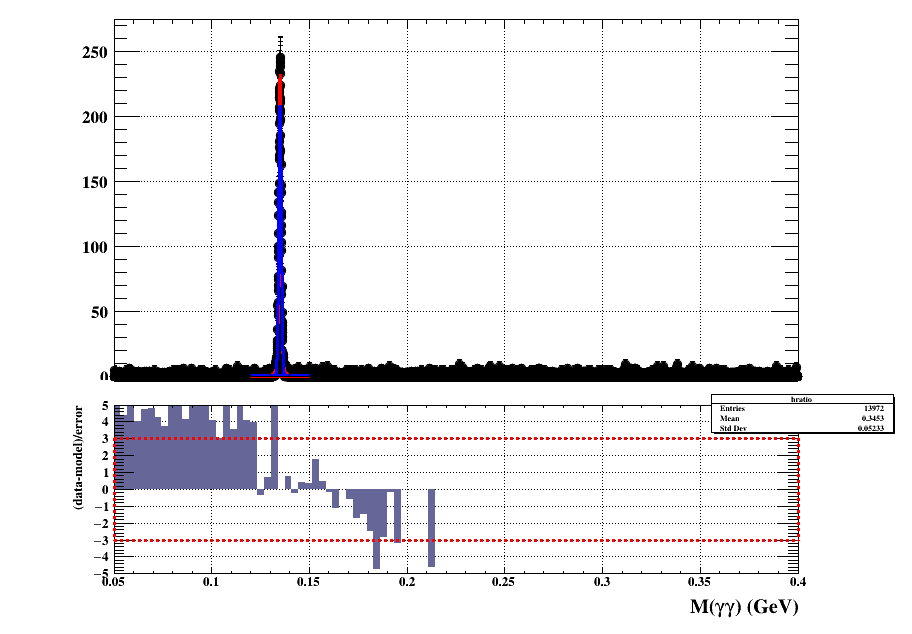 250
200
150
100
50
0
hratio
Entries 13972
Mean 0.3453
Std Dev 0.05233
(data-model)/error
5
4
3
2
1
0
−1
−2
−3
−4
−5
0.05 0.1 0.15 0.2 0.25 0.3 0.35 0.4
M(γγ) (GeV)